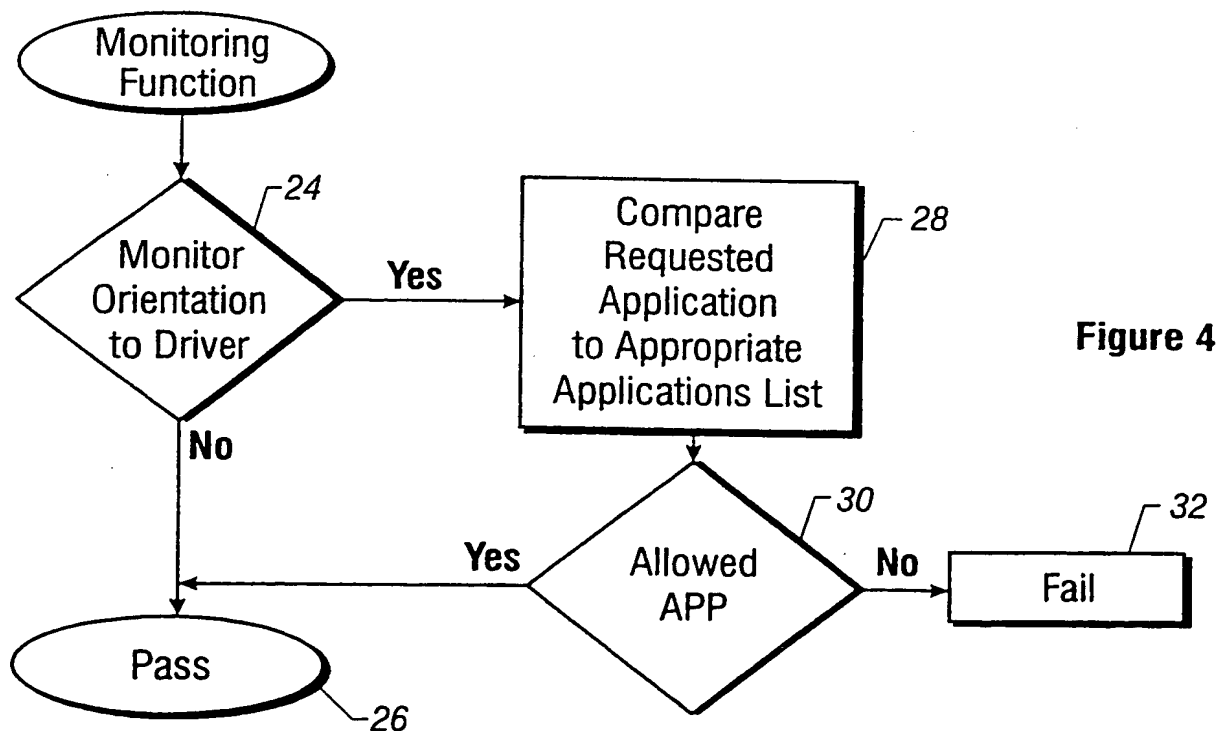 Monitoring
Function
24
Monitor
Orientation
to Driver
Yes
No
Compare
Requested
Application
to Appropriate
Applications List
28
Figure 4
Allowed
APP
30
Yes
No
Fail
32
Pass
26